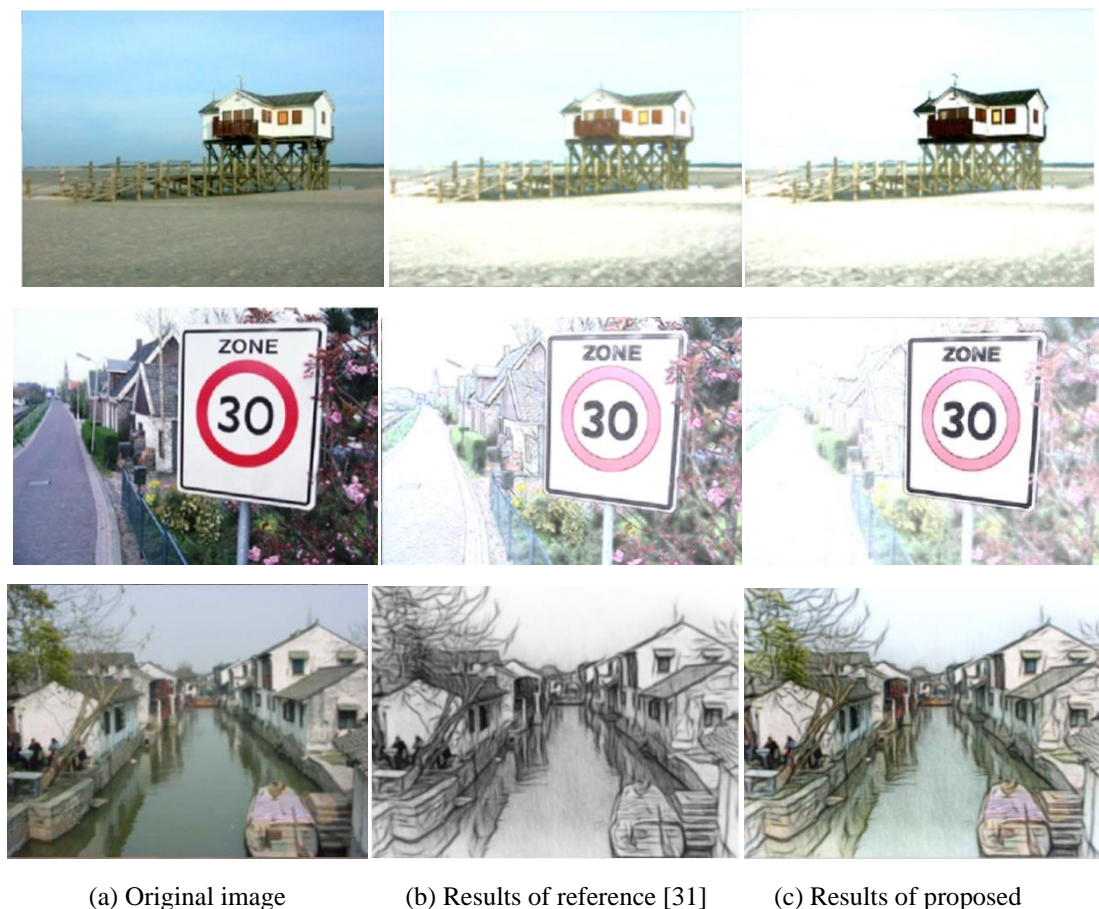 ZONE
30
ZONE
30
ZONE
30
(a) Original image
(b) Results of reference [31]
(c) Results of proposed